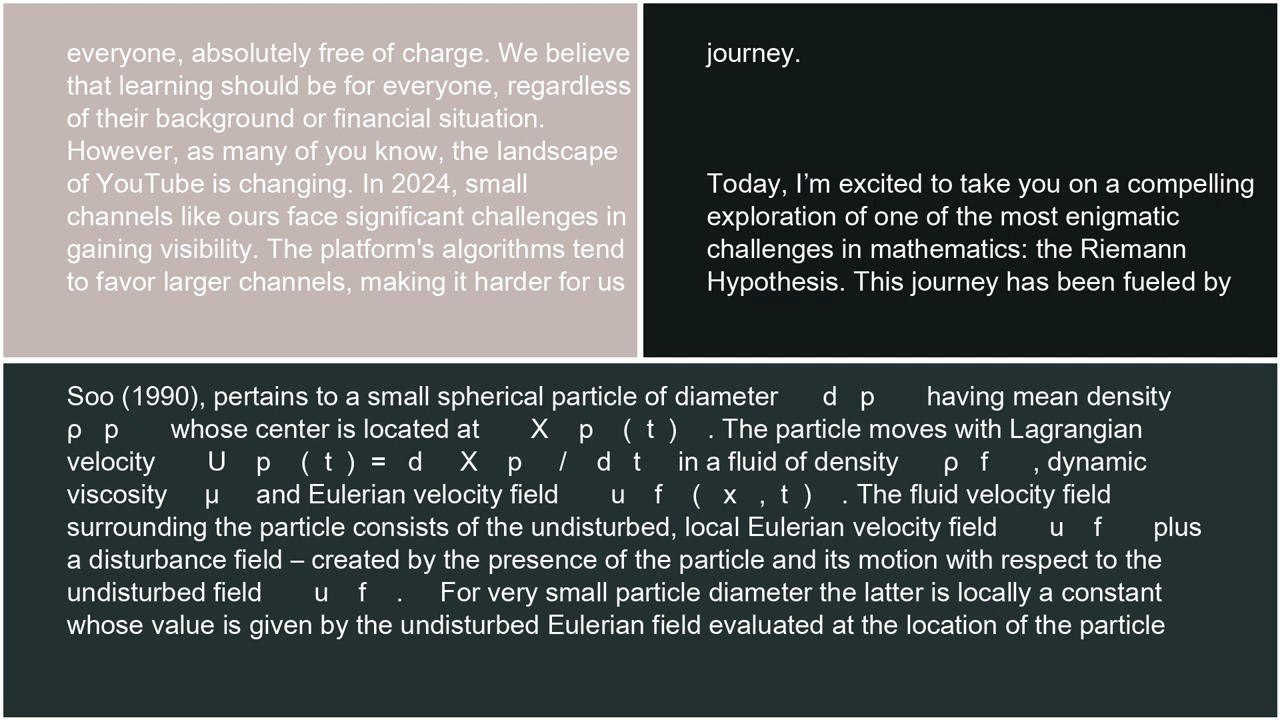 everyone, absolutely free of charge. We believe
that learning should be for everyone, regardless
of their background or financial situation.
However, as many of you know, the landscape
of YouTube is changing. In 2024, small
channels like ours face significant challenges in
gaining visibility. The platform's algorithms tend
to favor larger channels, making it harder for us
journey.
Today, I’m excited to take you on a compelling
exploration of one of the most enigmatic
challenges in mathematics: the Riemann
Hypothesis. This journey has been fueled by
Soo (1990), pertains to a small spherical particle of diameter d p having mean density
ρ p whose center is located at X p ( t ) . The particle moves with Lagrangian
velocity U p ( t ) = d X p / d t in a fluid of density ρ f , dynamic
viscosity μ and Eulerian velocity field u f ( x , t ) . The fluid velocity field
surrounding the particle consists of the undisturbed, local Eulerian velocity field u f plus
a disturbance field – created by the presence of the particle and its motion with respect to the
undisturbed field u f . For very small particle diameter the latter is locally a constant
whose value is given by the undisturbed Eulerian field evaluated at the location of the particle